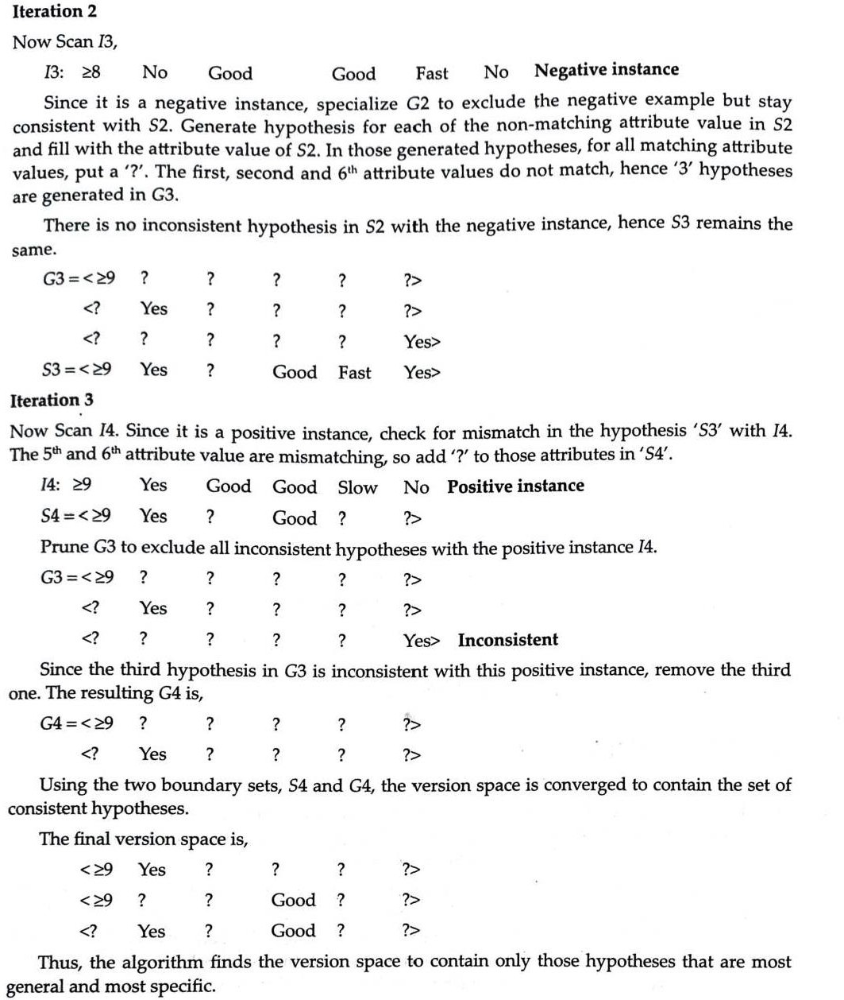 Iteration 2
Now Scan I3,
I3: ≥8 No Good Good Fast No Negative instance
Since it is a negative instance, specialize G2 to exclude the negative example but stay
consistent with S2. Generate hypothesis for each of the non-matching attribute value in S2
and fill with the attribute value of S2. In those generated hypotheses, for all matching attribute
values, put a ‘?’. The first, second and 6th attribute values do not match, hence ‘3’ hypotheses
are generated in G3.
There is no inconsistent hypothesis in S2 with the negative instance, hence S3 remains the
same.
G3 = < ≥9 ? ? ? ? ?>
<? Yes ? ? ? ?>
<? ? ? ? ? Yes>
S3 = < ≥9 Yes ? Good Fast Yes>
Iteration 3
Now Scan I4. Since it is a positive instance, check for mismatch in the hypothesis ‘S3’ with I4.
The 5th and 6th attribute value are mismatching, so add ‘?’ to those attributes in ‘S4’.
I4: ≥9 Yes Good Good Slow No Positive instance
S4 = < ≥9 Yes ? Good ? ?>
Prune G3 to exclude all inconsistent hypotheses with the positive instance I4.
G3 = < ≥9 ? ? ? ? ?>
<? Yes ? ? ? ?>
<? ? ? ? ? Yes> Inconsistent
Since the third hypothesis in G3 is inconsistent with this positive instance, remove the third
one. The resulting G4 is,
G4 = < ≥9 ? ? ? ? ?>
<? Yes ? ? ? ?>
Using the two boundary sets, S4 and G4, the version space is converged to contain the set of
consistent hypotheses.
The final version space is,
< ≥9 Yes ? ? ? ?>
< ≥9 ? ? Good ? ?>
<? Yes ? Good ? ?>
Thus, the algorithm finds the version space to contain only those hypotheses that are most
general and most specific.